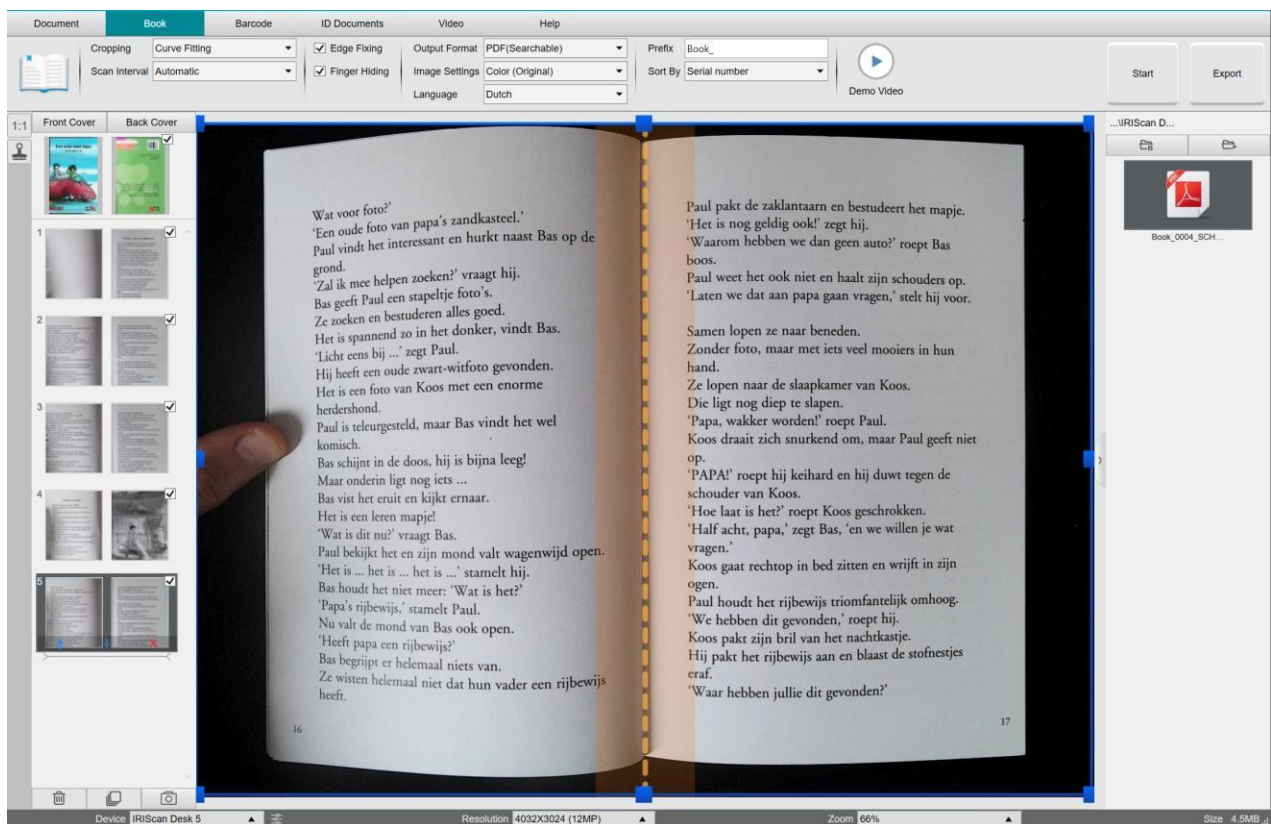 Document Book Barcode ID Documents Video Help
Cropping Curve Fitting Edge Fixing Output Format PDF(Searchable) Prefix Book_
Scan Interval Automatic Finger Hiding Image Settings Color (Original) Sort By Serial number
Language Dutch
Demo Video
Start Export
1:1 Front Cover Back Cover
1
2
3
4
5
Wat voor foto?’
‘Een oude foto van papa’s zandkasteel.’
Paul vindt het interessant en hurkt naast Bas op de
grond.
‘Zal ik mee helpen zoeken?’ vraagt hij.
Bas geeft Paul een stapeltje foto’s.
Ze zoeken en bestuderen alles goed.
Het is spannend zo in het donker, vindt Bas.
‘Licht eens bij ...’ zegt Paul.
Hij heeft een oude zwart-witfoto gevonden.
Het is een foto van Koos met een enorme
herdershond.
Paul is teleurgesteld, maar Bas vindt het wel
komisch.
Bas schijnt in de doos, hij is bijna leeg!
Maar onderin ligt nog iets ...
Bas vist het eruit en kijkt ernaar.
Het is een leren mapje!
‘Wat is dit nu?’ vraagt Bas.
Paul bekijkt het en zijn mond valt wagenwijd open.
‘Het is ... het is ... het is ...’ stamelt hij.
Bas houdt het niet meer: ‘Wat is het?’
‘Papa’s rijbewijs,’ stamelt Paul.
Nu valt de mond van Bas ook open.
‘Heeft papa een rijbewijs?’
Bas begrijpt er helemaal niets van.
Ze wisten helemaal niet dat hun vader een rijbewijs
heeft.
16
Paul pakt de zaklantaarn en bestudeert het mapje.
‘Het is nog geldig ook!’ zegt hij.
‘Waarom hebben we dan geen auto?’ roept Bas
boos.
Paul weet het ook niet en haalt zijn schouders op.
‘Laten we dat aan papa gaan vragen,’ stelt hij voor.
Samen lopen ze naar beneden.
Zonder foto, maar met iets veel mooiers in hun
hand.
Ze lopen naar de slaapkamer van Koos.
Die ligt nog diep te slapen.
‘Papa, wakker worden!’ roept Paul.
Koos draait zich snurkend om, maar Paul geeft niet
op.
‘PAPA!’ roept hij keihard en hij duwt tegen de
schouder van Koos.
‘Hoe laat is het?’ roept Koos geschrokken.
‘Half acht, papa,’ zegt Bas, ‘en we willen je wat
vragen.’
Koos gaat rechtop in bed zitten en wrijft in zijn
ogen.
Paul houdt het rijbewijs triomfantelijk omhoog.
‘We hebben dit gevonden,’ roept hij.
Koos pakt zijn bril van het nachtkastje.
Hij pakt het rijbewijs aan en blaast de stofnestjes
eraf.
‘Waar hebben jullie dit gevonden?’
17
...\IRIScan D...
PDF
Book_0004_SCH...
Device IRIScan Desk 5 Resolution 4032X3024 (12MP) Zoom 66% Size 4.5MB